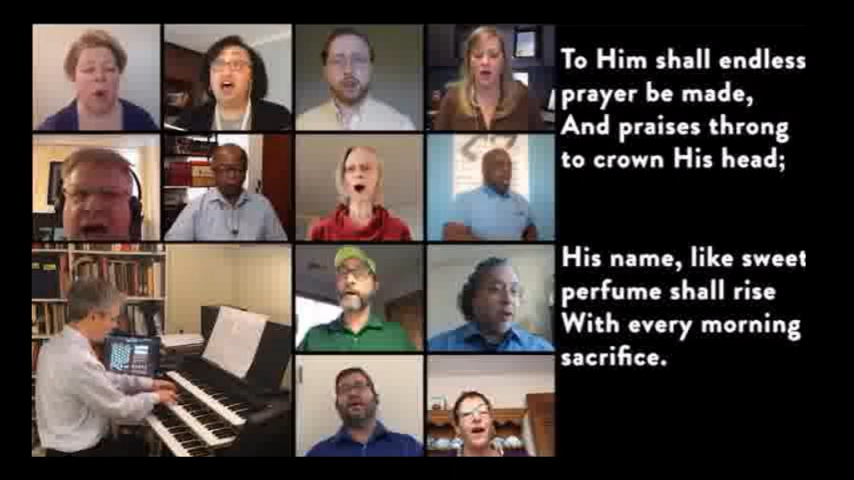 To Him shall endless
prayer be made,
And praises throng
to crown His head;
His name, like sweet
perfume shall rise
With every morning
sacrifice.